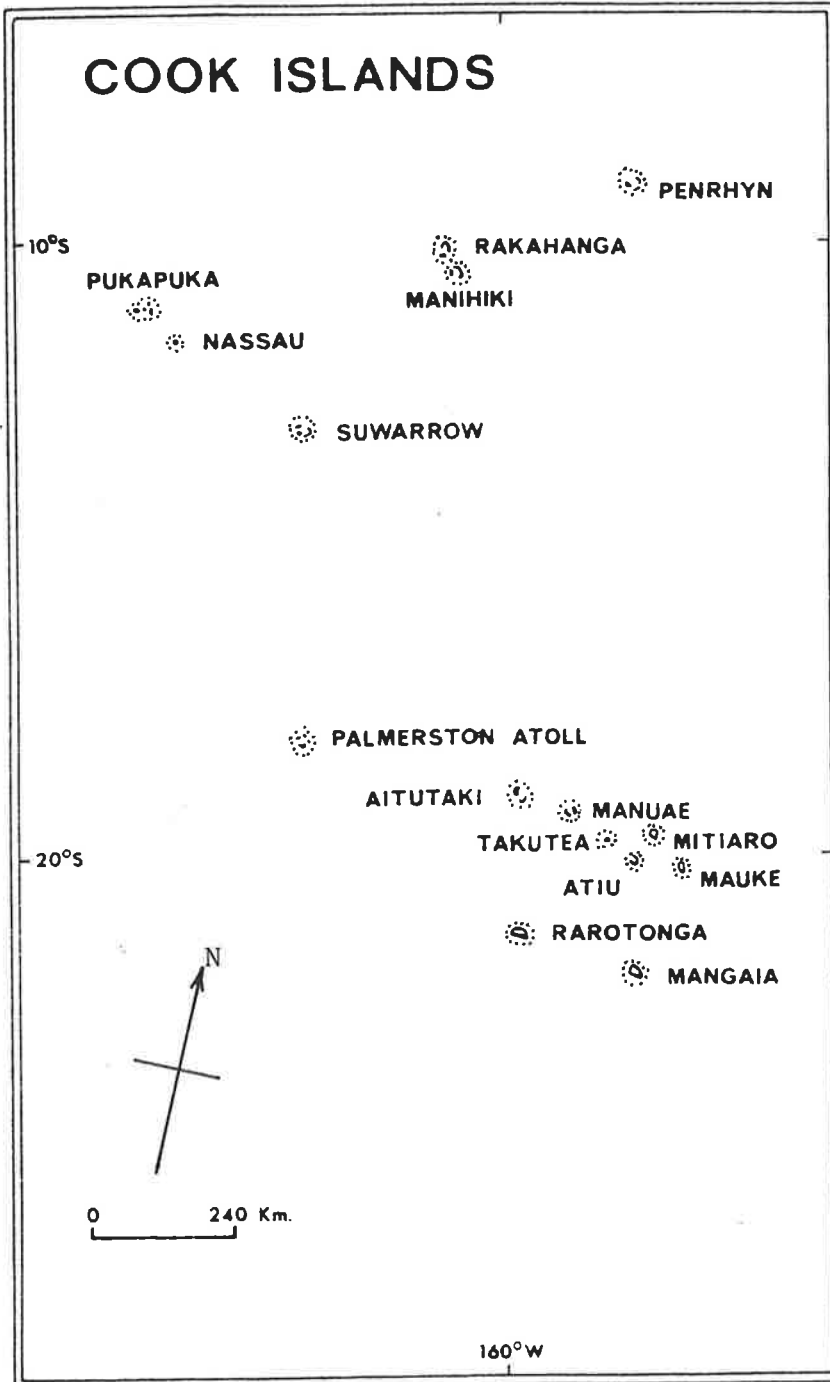 COOK ISLANDS
PENRHYN
10°S
RAKAHANGA
PUKAPUKA
MANIHIKI
NASSAU
SUWARROW
PALMERSTON ATOLL
AITUTAKI
MANUAE
TAKUTEA
MITIARO
20°S
ATIU
MAUKE
RAROTONGA
N
MANGAIA
0 240 Km.
160°W